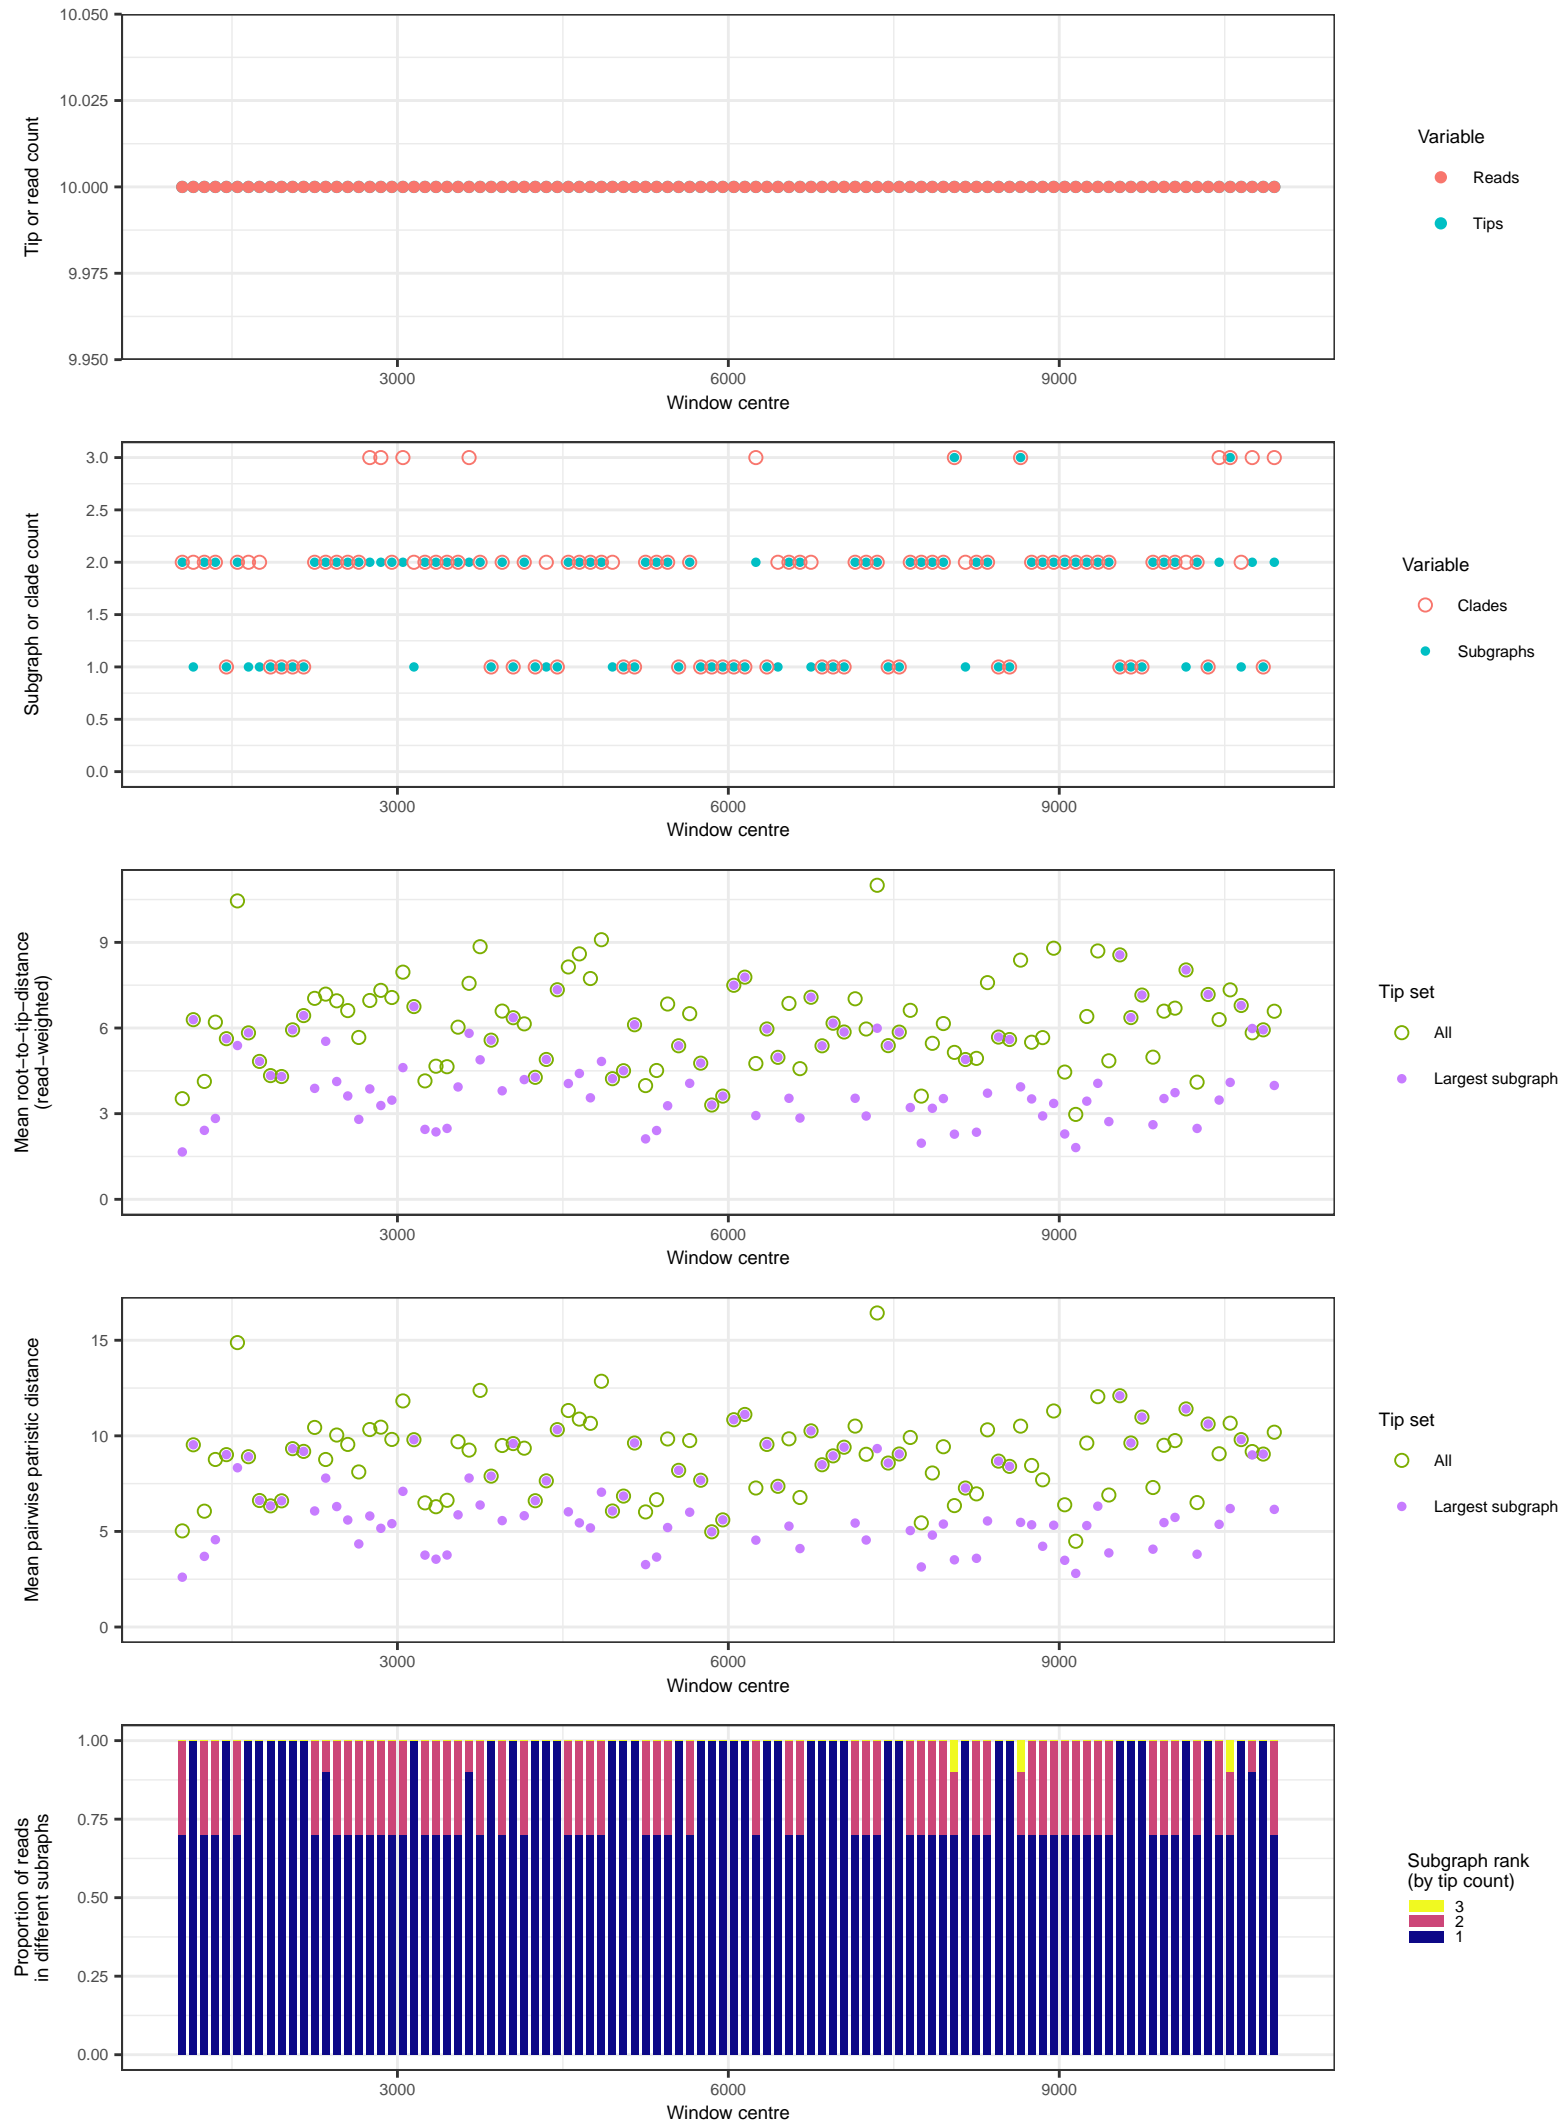 10.050
10.025
10.000
9.975
9.950
Tip or read count
3000 6000 9000
Window centre
Variable
Reads
Tips
3.0
2.5
2.0
1.5
1.0
0.5
0.0
Subgraph or clade count
3000 6000 9000
Window centre
Variable
Clades
Subgraphs
9
6
3
0
Mean root−to−tip−distance
(read−weighted)
3000 6000 9000
Window centre
Tip set
All
Largest subgraph
15
10
5
0
Mean pairwise patristic distance
3000 6000 9000
Window centre
Tip set
All
Largest subgraph
1.00
0.75
0.50
0.25
0.00
Proportion of reads
in different subraphs
3000 6000 9000
Window centre
Subgraph rank
(by tip count)
3
2
1